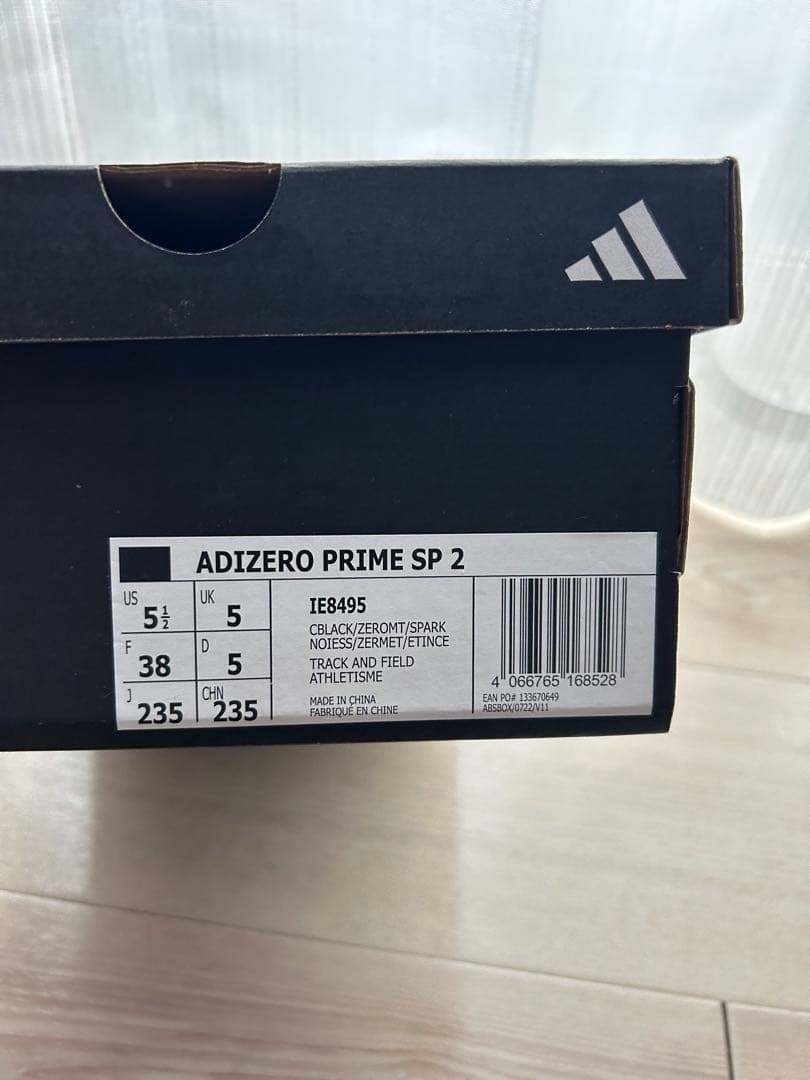 ADIZERO PRIME SP 2
US 5½
UK 5
F 38
D 5
J 235
CHN 235
IE8495
CBLACK/ZEROMT/SPARK
NOIESS/ZERMET/ETINCE
TRACK AND FIELD
ATHLETISME
MADE IN CHINA
FABRIQUÉ EN CHINE
4 066765 168528
EAN PO# 133670649
ABSBOX/0722/V11